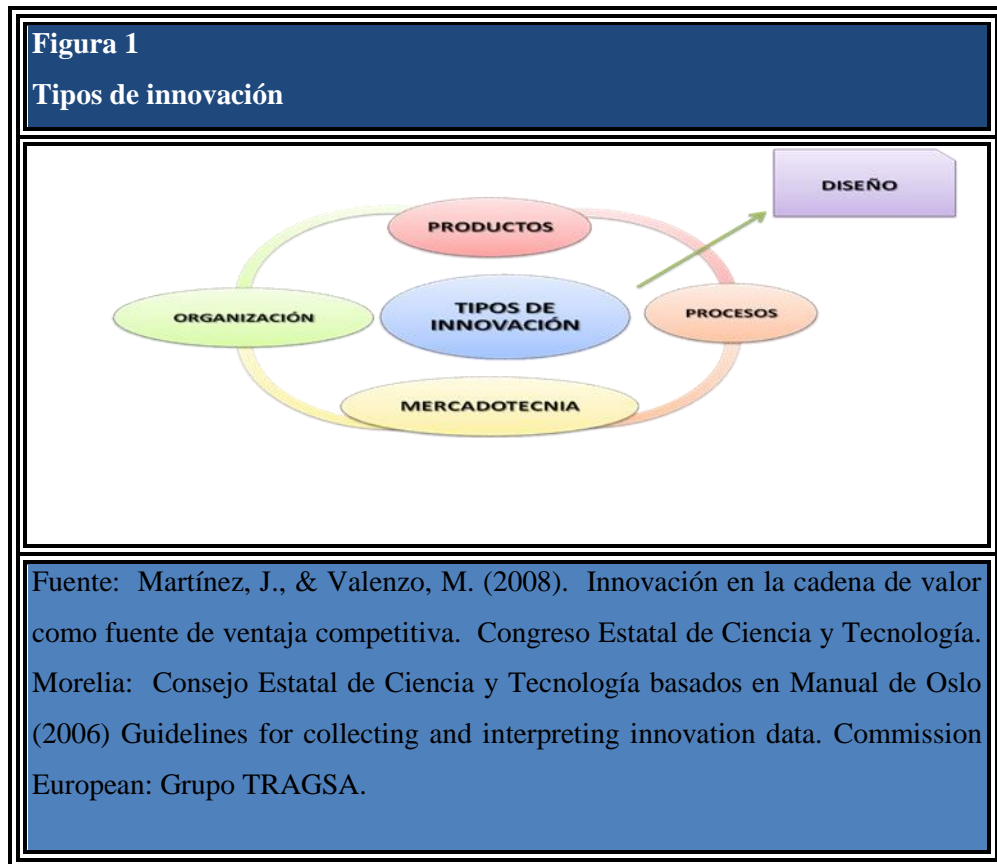 Figura 1
Tipos de innovación
DISEÑO
PRODUCTOS
ORGANIZACIÓN
TIPOS DE
INNOVACIÓN
PROCESOS
MERCADOTECNIA
Fuente: Martínez, J., & Valenzo, M. (2008). Innovación en la cadena de valor
como fuente de ventaja competitiva. Congreso Estatal de Ciencia y Tecnología.
Morelia: Consejo Estatal de Ciencia y Tecnología basados en Manual de Oslo
(2006) Guidelines for collecting and interpreting innovation data. Commission
European: Grupo TRAGSA.